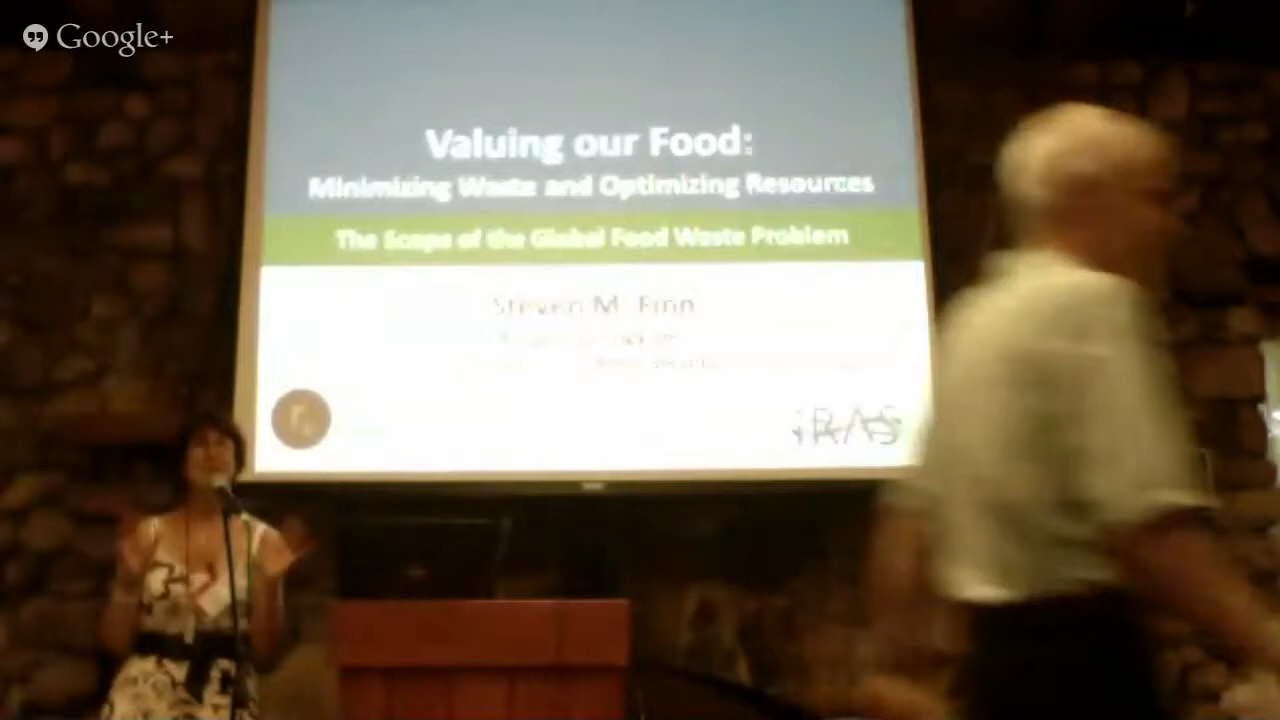 Google+
Valuing our Food:
Minimizing Waste and Optimizing Resources
The Scope of the Global Food Waste Problem
Steven M. Finn